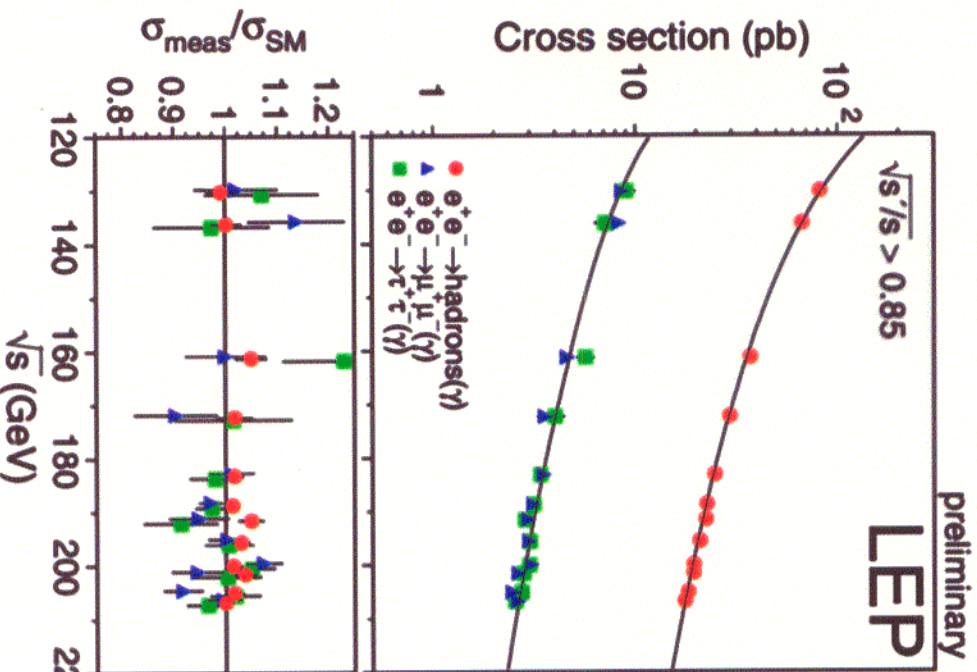 preliminary
LEP
√s′/s > 0.85
Cross section (pb)
10²
10
1
e⁺e⁻→hadrons(γ)
e⁺e⁻→μ⁺μ⁻(γ)
e⁺e⁻→τ⁺τ⁻(γ)
σmeas/σSM
1.2
1.1
1
0.9
0.8
120 140 160 180 200 22
√s (GeV)